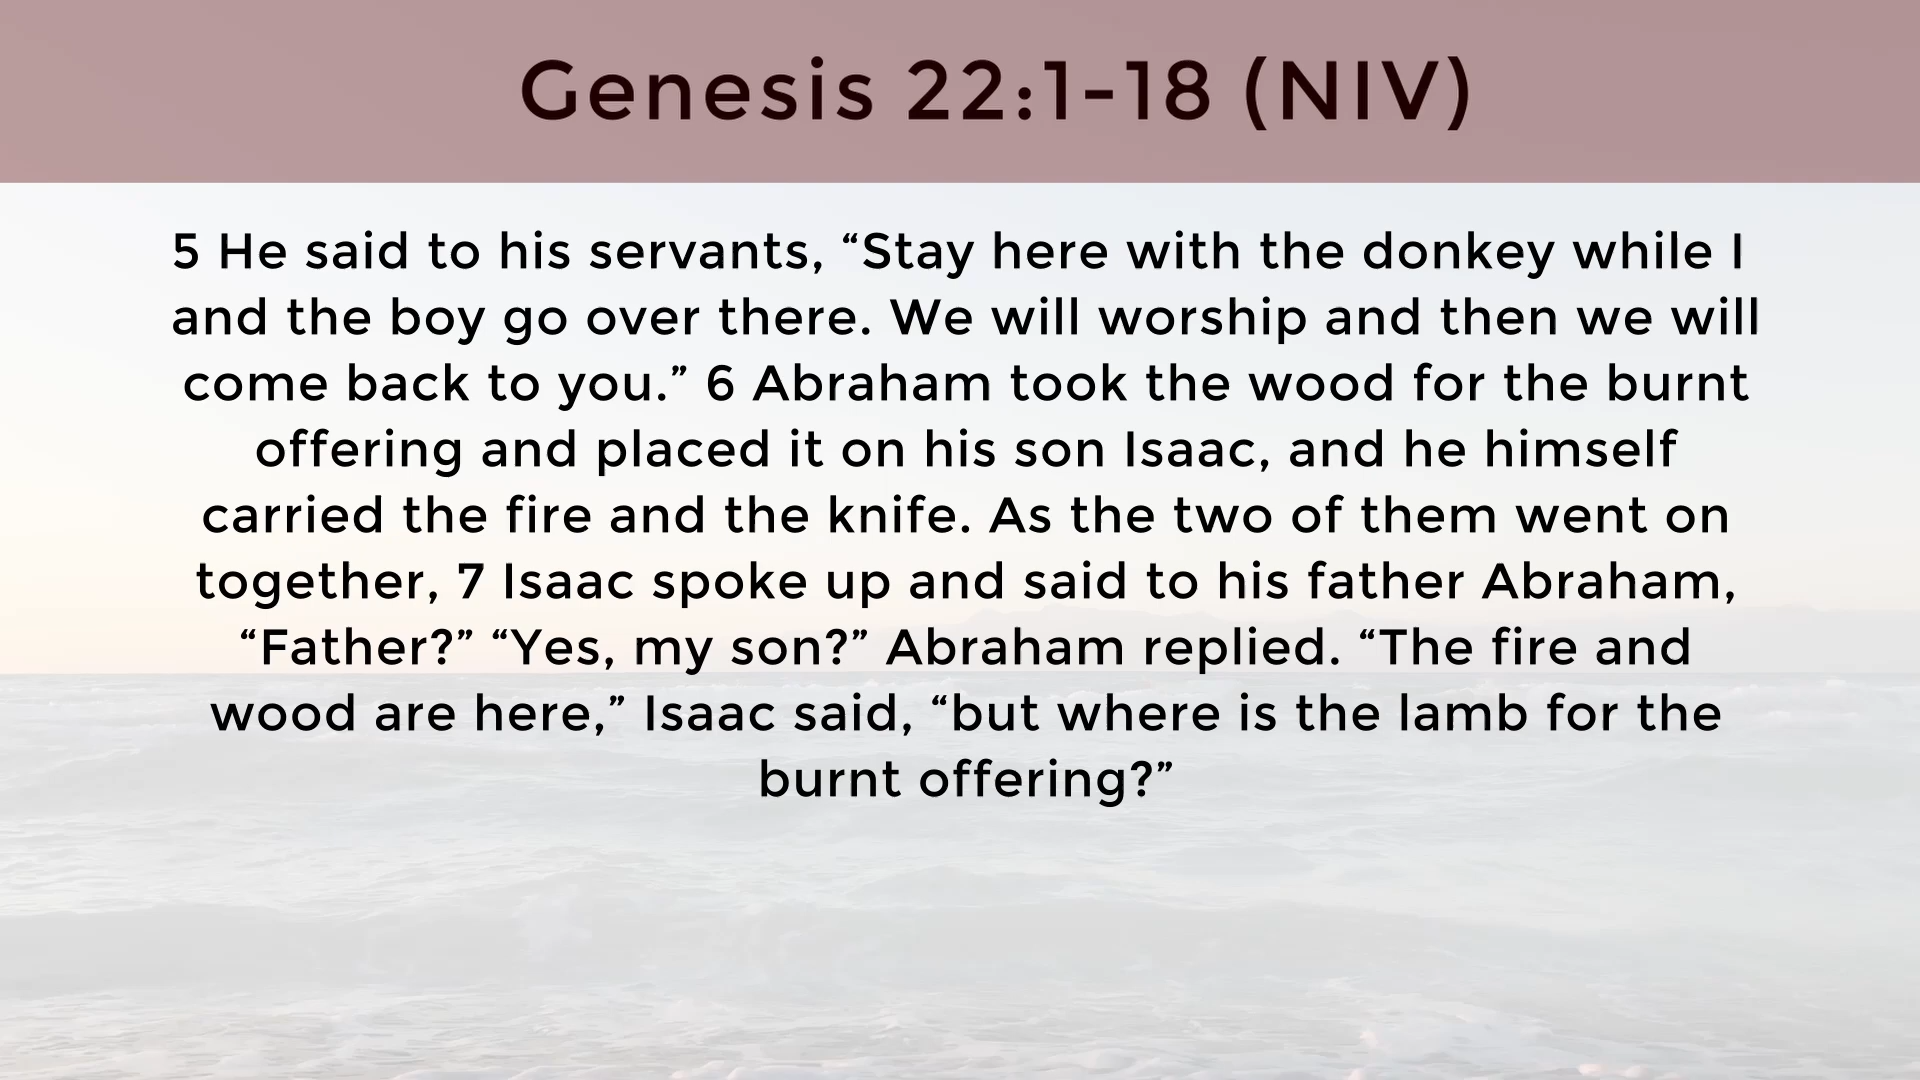 Genesis 22:1-18 (NIV)
5 He said to his servants, “Stay here with the donkey while I
and the boy go over there. We will worship and then we will
come back to you.” 6 Abraham took the wood for the burnt
offering and placed it on his son Isaac, and he himself
carried the fire and the knife. As the two of them went on
together, 7 Isaac spoke up and said to his father Abraham,
“Father?” “Yes, my son?” Abraham replied. “The fire and
wood are here,” Isaac said, “but where is the lamb for the
burnt offering?”